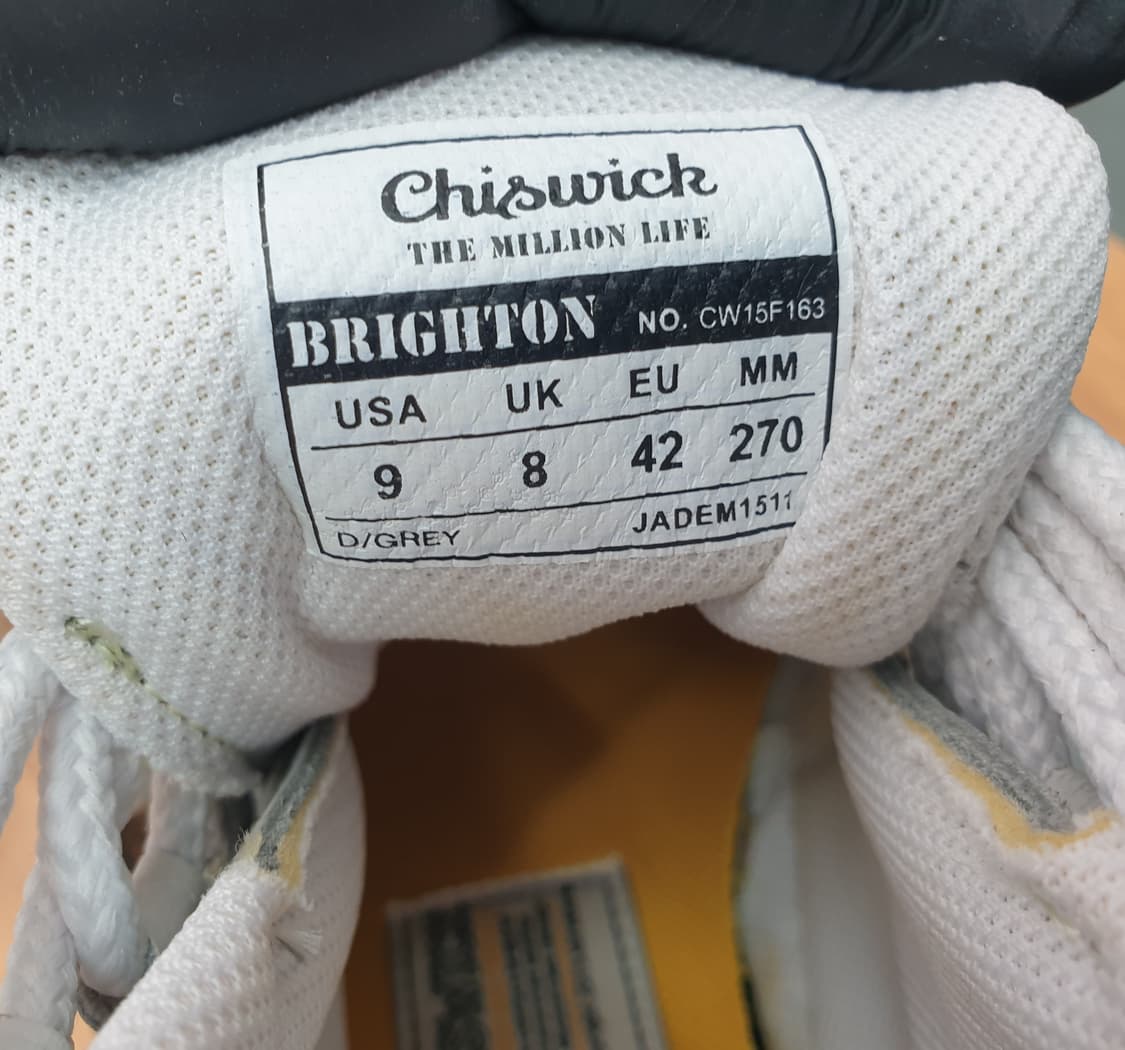 Chiswick
THE MILLION LIFE
BRIGHTON NO. CW15F163
USA UK EU MM
9 8 42 270
D/GREY JADEM1511